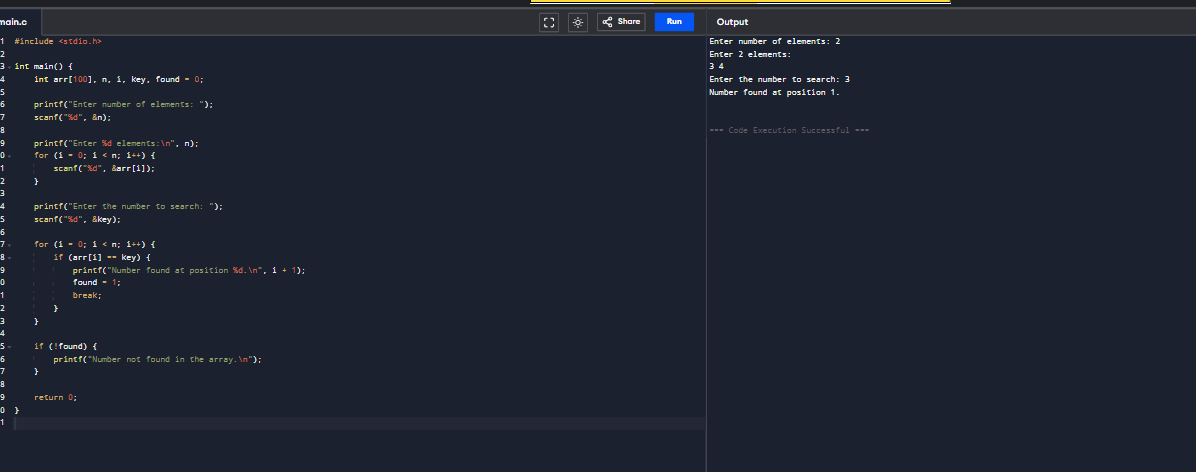 main.c
Share
Run
Output
1 #include <stdio.h>
2
3 int main() {
4 int arr[100], n, i, key, found = 0;
5
6 printf("Enter number of elements: ");
7 scanf("%d", &n);
8
9 printf("Enter %d elements:\n", n);
0 for (i = 0; i < n; i++) {
1 scanf("%d", &arr[i]);
2 }
3
4 printf("Enter the number to search: ");
5 scanf("%d", &key);
6
7 for (i = 0; i < n; i++) {
8 if (arr[i] == key) {
9 printf("Number found at position %d.\n", i + 1);
0 found = 1;
1 break;
2 }
3 }
4
5 if (!found) {
6 printf("Number not found in the array.\n");
7 }
8
9 return 0;
0 }
1
Enter number of elements: 2
Enter 2 elements:
3 4
Enter the number to search: 3
Number found at position 1.
=== Code Execution Successful ===